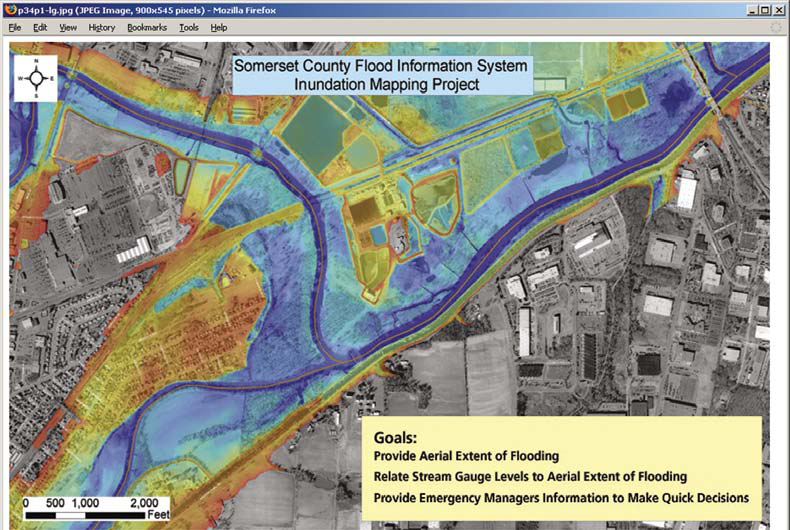 p34p1-lg.jpg (JPEG Image, 900x545 pixels) - Mozilla Firefox
File Edit View History Bookmarks Tools Help
Somerset County Flood Information System
Inundation Mapping Project
N
W E
S
Goals:
Provide Aerial Extent of Flooding
Relate Stream Gauge Levels to Aerial Extent of Flooding
Provide Emergency Managers Information to Make Quick Decisions
0 500 1,000 2,000
Feet